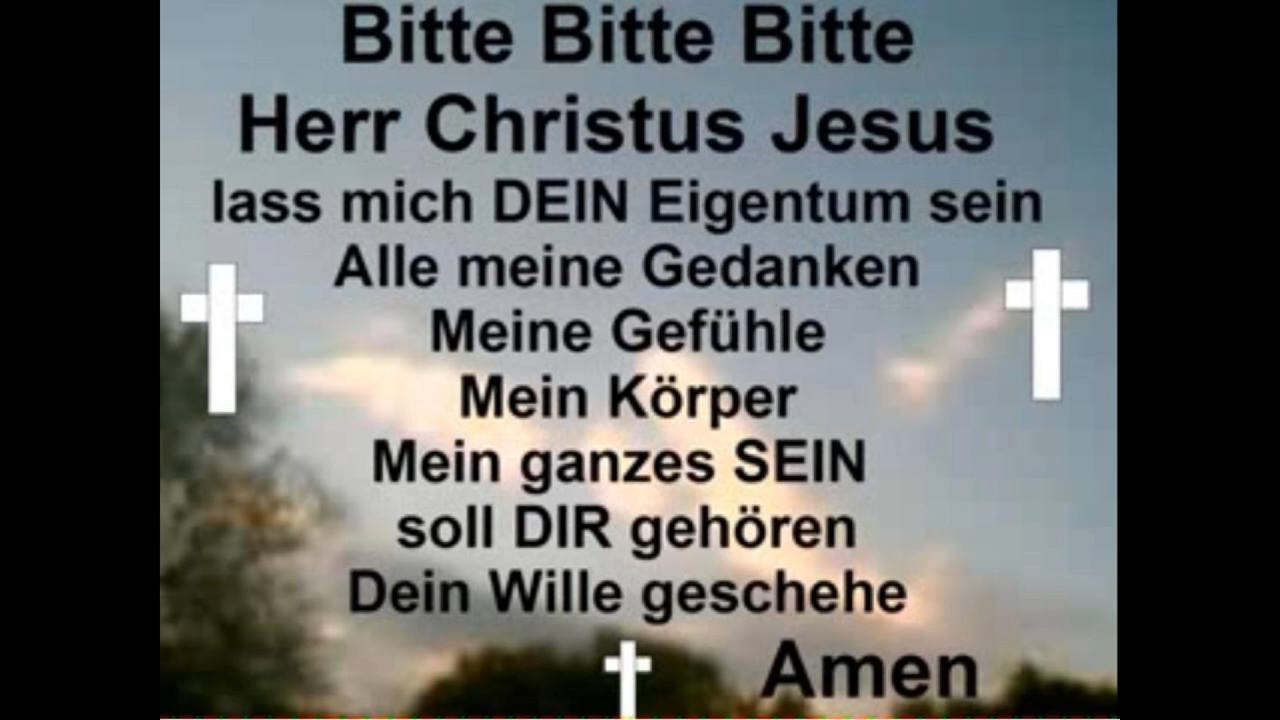 Bitte Bitte Bitte
Herr Christus Jesus
lass mich DEIN Eigentum sein
Alle meine Gedanken
Meine Gefühle
Mein Körper
Mein ganzes SEIN
soll DIR gehören
Dein Wille geschehe
Amen